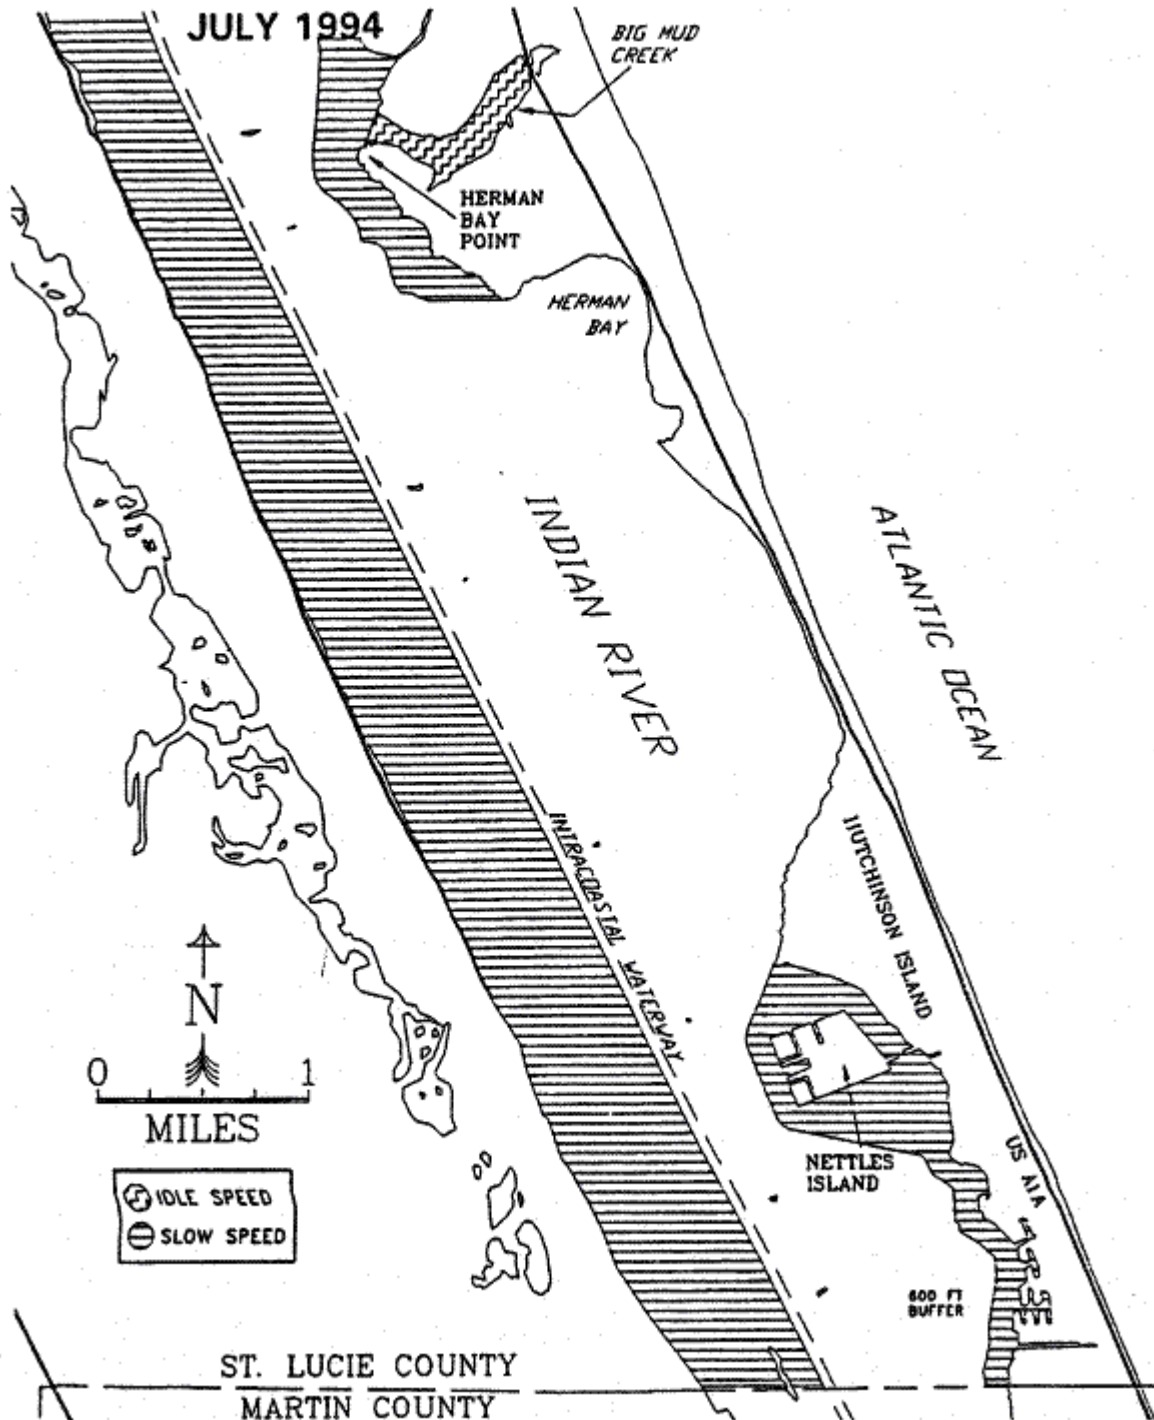 JULY 1994
BIG MUD
CREEK
HERMAN
BAY
POINT
HERMAN
BAY
INDIAN RIVER
ATLANTIC OCEAN
INTRACOASTAL WATERWAY
HUTCHINSON ISLAND
N
0 1
MILES
NETTLES
ISLAND
US A1A
IDLE SPEED
SLOW SPEED
600 FT
BUFFER
ST. LUCIE COUNTY
MARTIN COUNTY